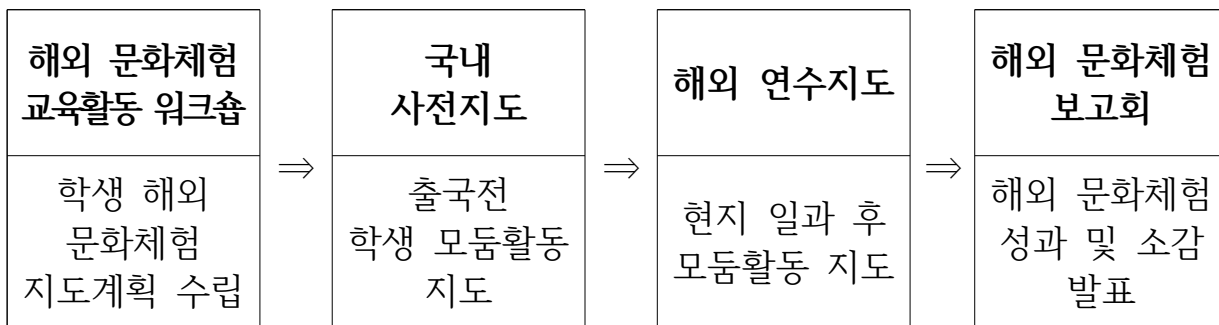 해외 문화체험
교육활동 워크숍
학생 해외
문화체험
지도계획 수립
⇒
국내
사전지도
출국전
학생 모둠활동
지도
⇒
해외 연수지도
현지 일과 후
모둠활동 지도
⇒
해외 문화체험
보고회
해외 문화체험
성과 및 소감
발표